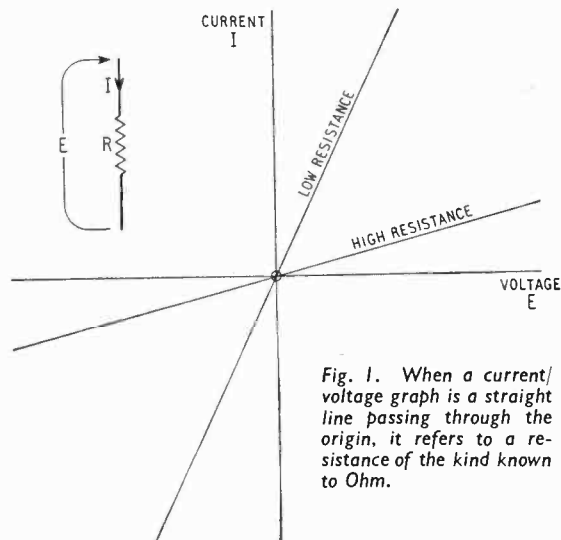 CURRENT
I
I
E
R
LOW RESISTANCE
HIGH RESISTANCE
VOLTAGE
E
Fig. 1. When a current/
voltage graph is a straight
line passing through the
origin, it refers to a re-
sistance of the kind known
to Ohm.